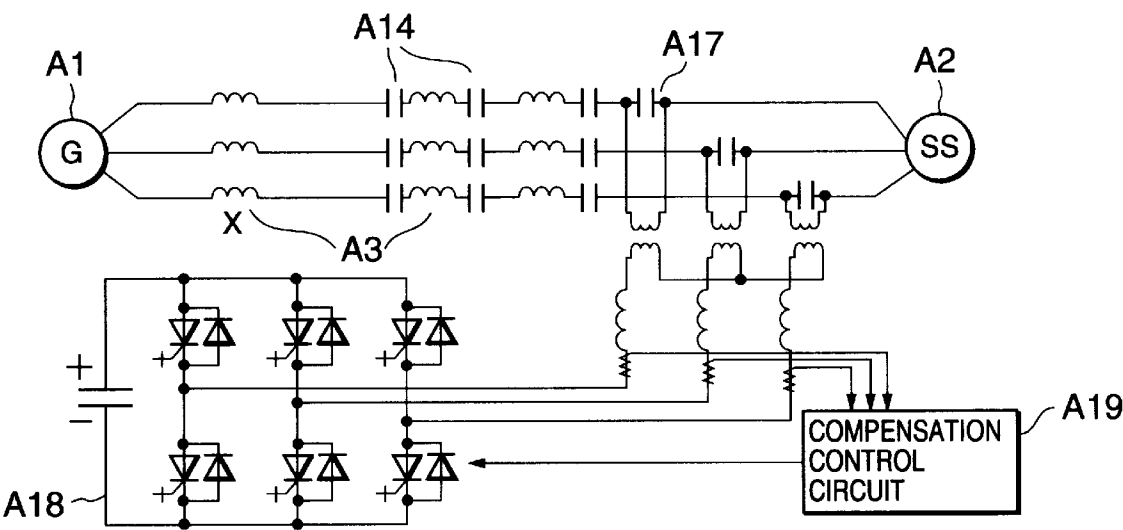 A14
A17
A1
A2
G
SS
X
A3
+
−
A19
COMPENSATION
CONTROL
CIRCUIT
A18